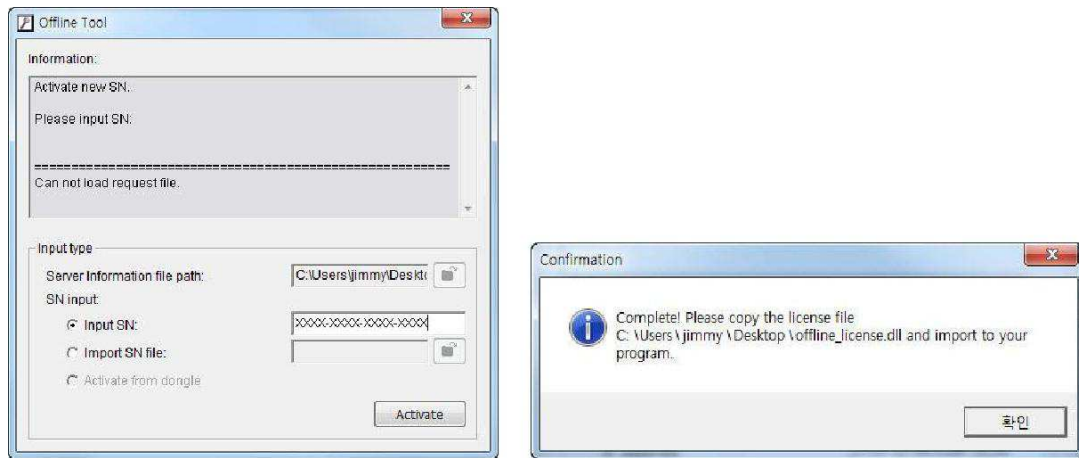 Offline Tool
Information:
Activate new SN.
Please input SN:
========================================================
Can not load request file.
Input type
Server Information file path:
C:\Users\jimmy\Deskt
SN input:
Input SN:
XXXX-XXXX-XXXX-XXXX
Import SN file:
Activate from dongle
Activate
Confirmation
Complete! Please copy the license file
C: \Users \ jimmy \ Desktop \offline_license.dll and import to your
program.
확인